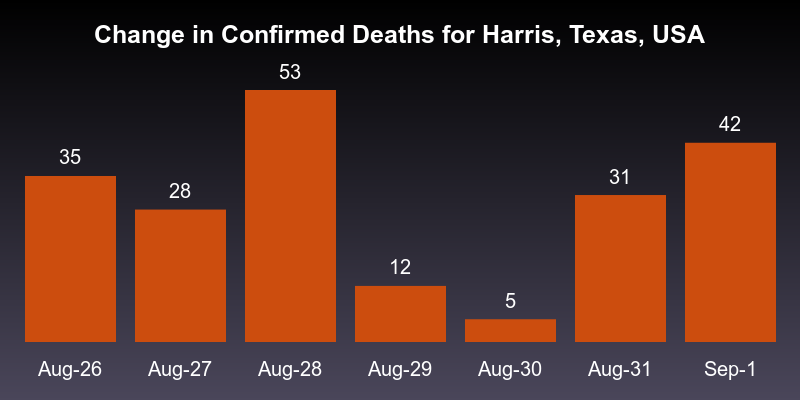 Change in Confirmed Deaths for Harris, Texas, USA
35
28
53
12
5
31
42
Aug-26
Aug-27
Aug-28
Aug-29
Aug-30
Aug-31
Sep-1